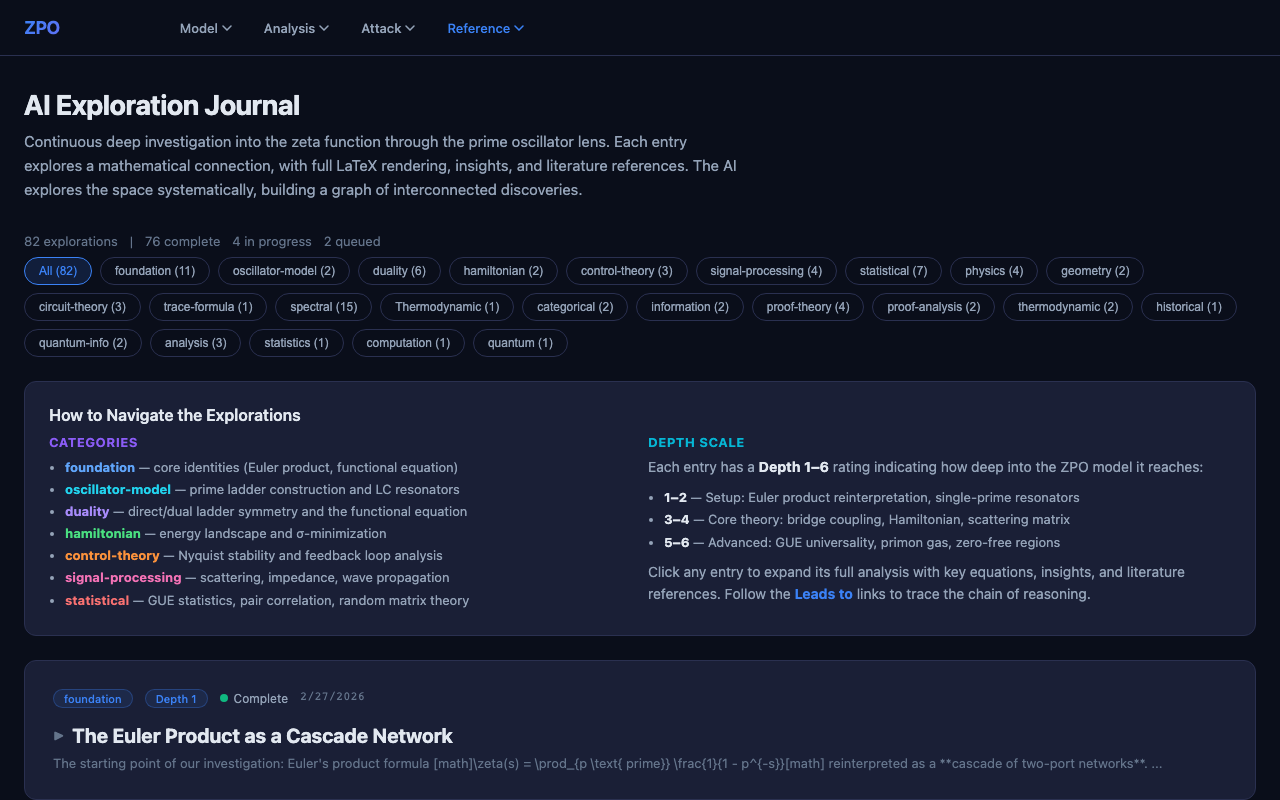 ZPO
Model
Analysis
Attack
Reference
AI Exploration Journal
Continuous deep investigation into the zeta function through the prime oscillator lens. Each entry
explores a mathematical connection, with full LaTeX rendering, insights, and literature references. The AI
explores the space systematically, building a graph of interconnected discoveries.
82 explorations | 76 complete 4 in progress 2 queued
All (82) foundation (11) oscillator-model (2) duality (6) hamiltonian (2) control-theory (3) signal-processing (4) statistical (7) physics (4) geometry (2)
circuit-theory (3) trace-formula (1) spectral (15) Thermodynamic (1) categorical (2) information (2) proof-theory (4) proof-analysis (2) thermodynamic (2) historical (1)
quantum-info (2) analysis (3) statistics (1) computation (1) quantum (1)
How to Navigate the Explorations
CATEGORIES
• foundation — core identities (Euler product, functional equation)
• oscillator-model — prime ladder construction and LC resonators
• duality — direct/dual ladder symmetry and the functional equation
• hamiltonian — energy landscape and σ-minimization
• control-theory — Nyquist stability and feedback loop analysis
• signal-processing — scattering, impedance, wave propagation
• statistical — GUE statistics, pair correlation, random matrix theory
DEPTH SCALE
Each entry has a Depth 1–6 rating indicating how deep into the ZPO model it reaches:
• 1–2 — Setup: Euler product reinterpretation, single-prime resonators
• 3–4 — Core theory: bridge coupling, Hamiltonian, scattering matrix
• 5–6 — Advanced: GUE universality, primon gas, zero-free regions
Click any entry to expand its full analysis with key equations, insights, and literature
references. Follow the Leads to links to trace the chain of reasoning.
foundation Depth 1 Complete 2/27/2026
The Euler Product as a Cascade Network
The starting point of our investigation: Euler's product formula [math]\zeta(s) = \prod_{p \text{ prime}} \frac{1}{1 - p^{-s}}[math] reinterpreted as a **cascade of two-port networks**. ...